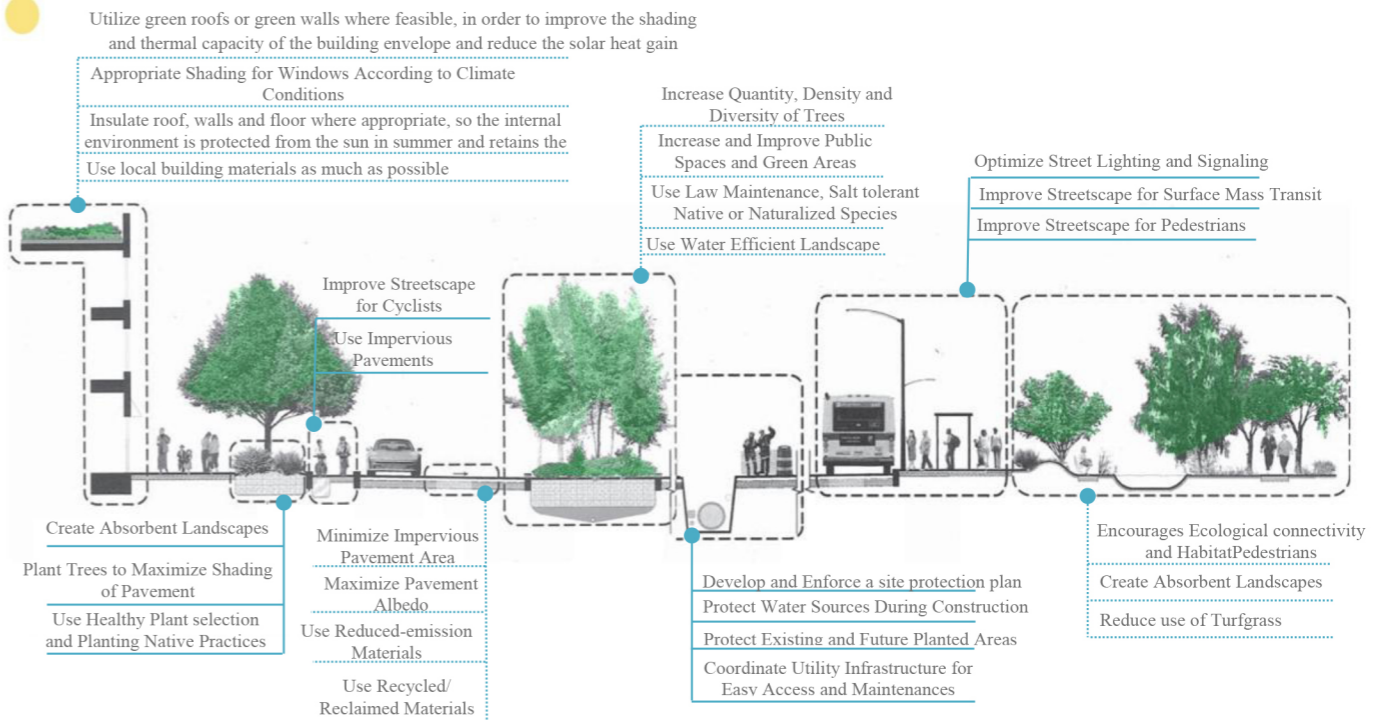 Utilize green roofs or green walls where feasible, in order to improve the shading
and thermal capacity of the building envelope and reduce the solar heat gain
Appropriate Shading for Windows According to Climate
Conditions
Insulate roof, walls and floor where appropriate, so the internal
environment is protected from the sun in summer and retains the
Use local building materials as much as possible
Increase Quantity, Density and
Diversity of Trees
Increase and Improve Public
Spaces and Green Areas
Use Law Maintenance, Salt tolerant
Native or Naturalized Species
Use Water Efficient Landscape
Optimize Street Lighting and Signaling
Improve Streetscape for Surface Mass Transit
Improve Streetscape for Pedestrians
Improve Streetscape
for Cyclists
Use Impervious
Pavements
Create Absorbent Landscapes
Plant Trees to Maximize Shading
of Pavement
Use Healthy Plant selection
and Planting Native Practices
Minimize Impervious
Pavement Area
Maximize Pavement
Albedo
Use Reduced-emission
Materials
Use Recycled/
Reclaimed Materials
Develop and Enforce a site protection plan
Protect Water Sources During Construction
Protect Existing and Future Planted Areas
Coordinate Utility Infrastructure for
Easy Access and Maintenances
Encourages Ecological connectivity
and HabitatPedestrians
Create Absorbent Landscapes
Reduce use of Turfgrass